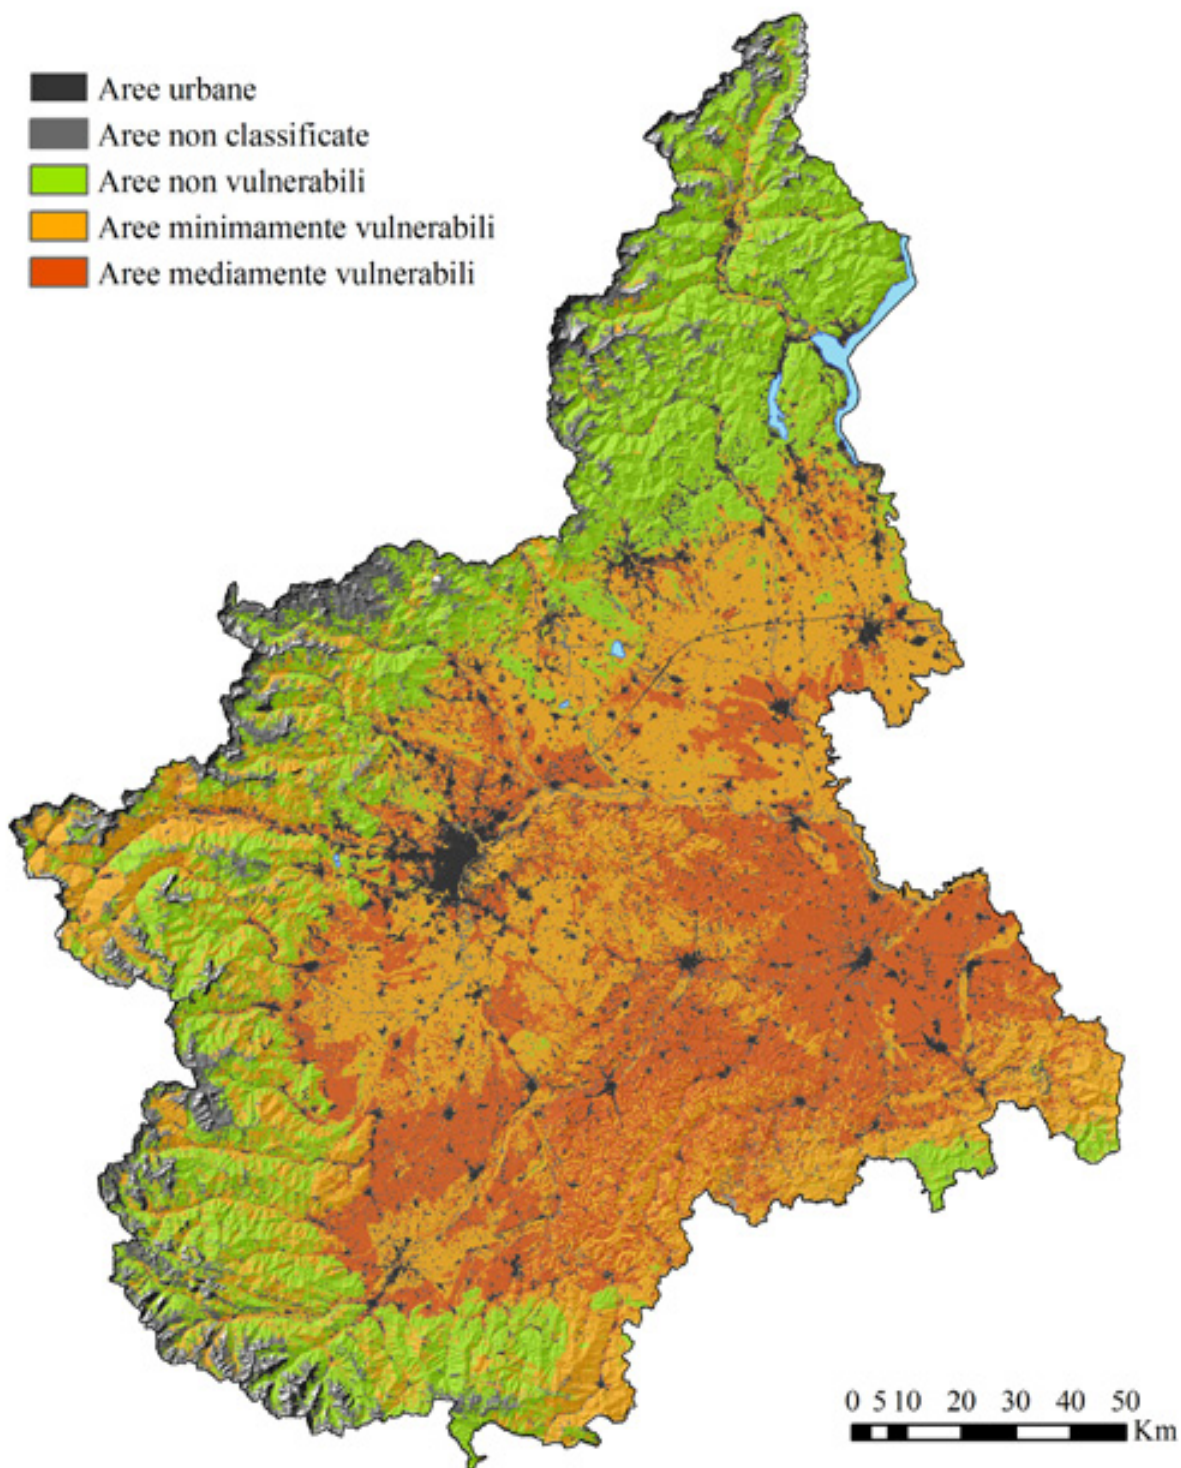 Aree urbane
Aree non classificate
Aree non vulnerabili
Aree minimamente vulnerabili
Aree mediamente vulnerabili
0 5 10 20 30 40 50
Km